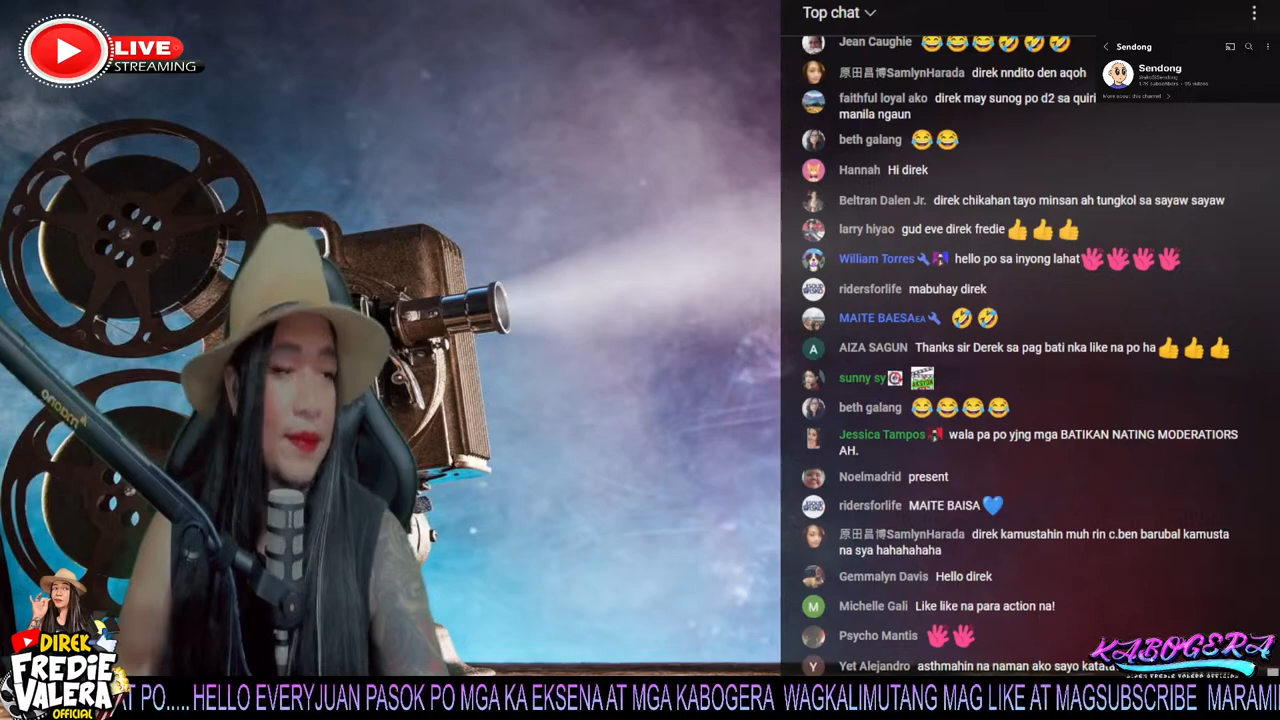 LIVE
STREAMING
Top chat
Sendong
Sendong
Jean Caughie 😂😂😂🤣🤣🤣
原田昌博SamlynHarada direk nndito den aqoh
faithful loyal ako direk may sunog po d2 sa quiri
manila ngaun
beth galang 😂😂
Hannah Hi direk
Beltran Dalen Jr. direk chikahan tayo minsan ah tungkol sa sayaw sayaw
larry hiyao gud eve direk fredie👍👍👍
William Torres hello po sa inyong lahat
ridersforlife mabuhay direk
MAITE BAESA 🤣🤣
A AIZA SAGUN Thanks sir Derek sa pag bati nka like na po ha👍👍👍
sunny sy
beth galang 😂😂😂😂
Jessica Tampos wala pa po yjng mga BATIKAN NATING MODERATIORS
AH.
Noelmadrid present
ridersforlife MAITE BAISA💙
原田昌博SamlynHarada direk kamustahin muh rin c.ben barubal kamusta
na sya hahahahaha
Gemmalyn Davis Hello direk
M Michelle Gali Like like na para action na!
Psycho Mantis
Y Yet Alejandro asthmahin na naman ako sayo
KABOGERA
DIREK FREDIE VALERA OFFICIAL
DIREK
FREDIE
VALERA
OFFICIAL
AT PO..... HELLO EVERYJUAN PASOK PO MGA KA EKSENA AT MGA KABOGERA WAGKALIMUTANG MAG LIKE AT MAGSUBSCRIBE MARAMI